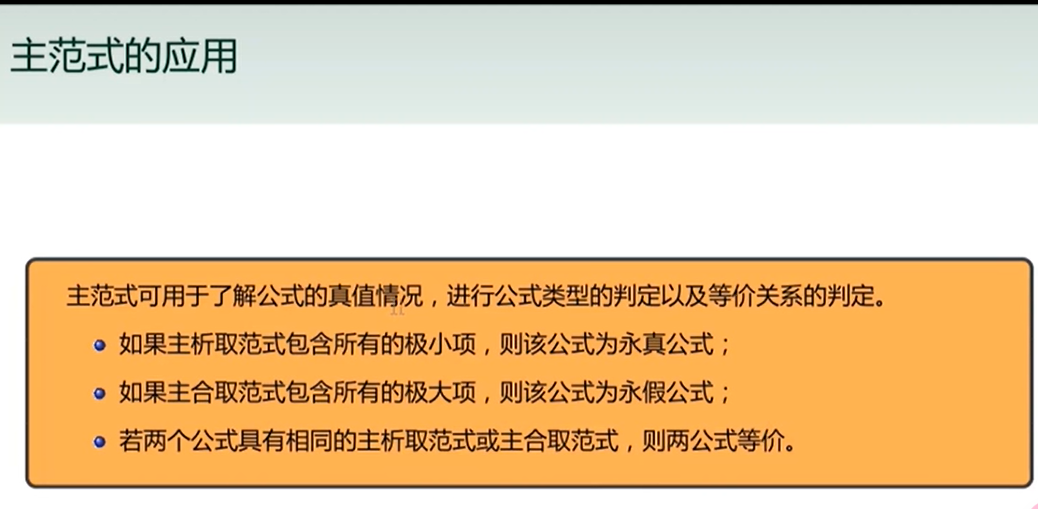 主范式的应用
主范式可用于了解公式的真值情况，进行公式类型的判定以及等价关系的判定。
如果主析取范式包含所有的极小项，则该公式为永真公式；
如果主合取范式包含所有的极大项，则该公式为永假公式；
若两个公式具有相同的主析取范式或主合取范式，则两公式等价。